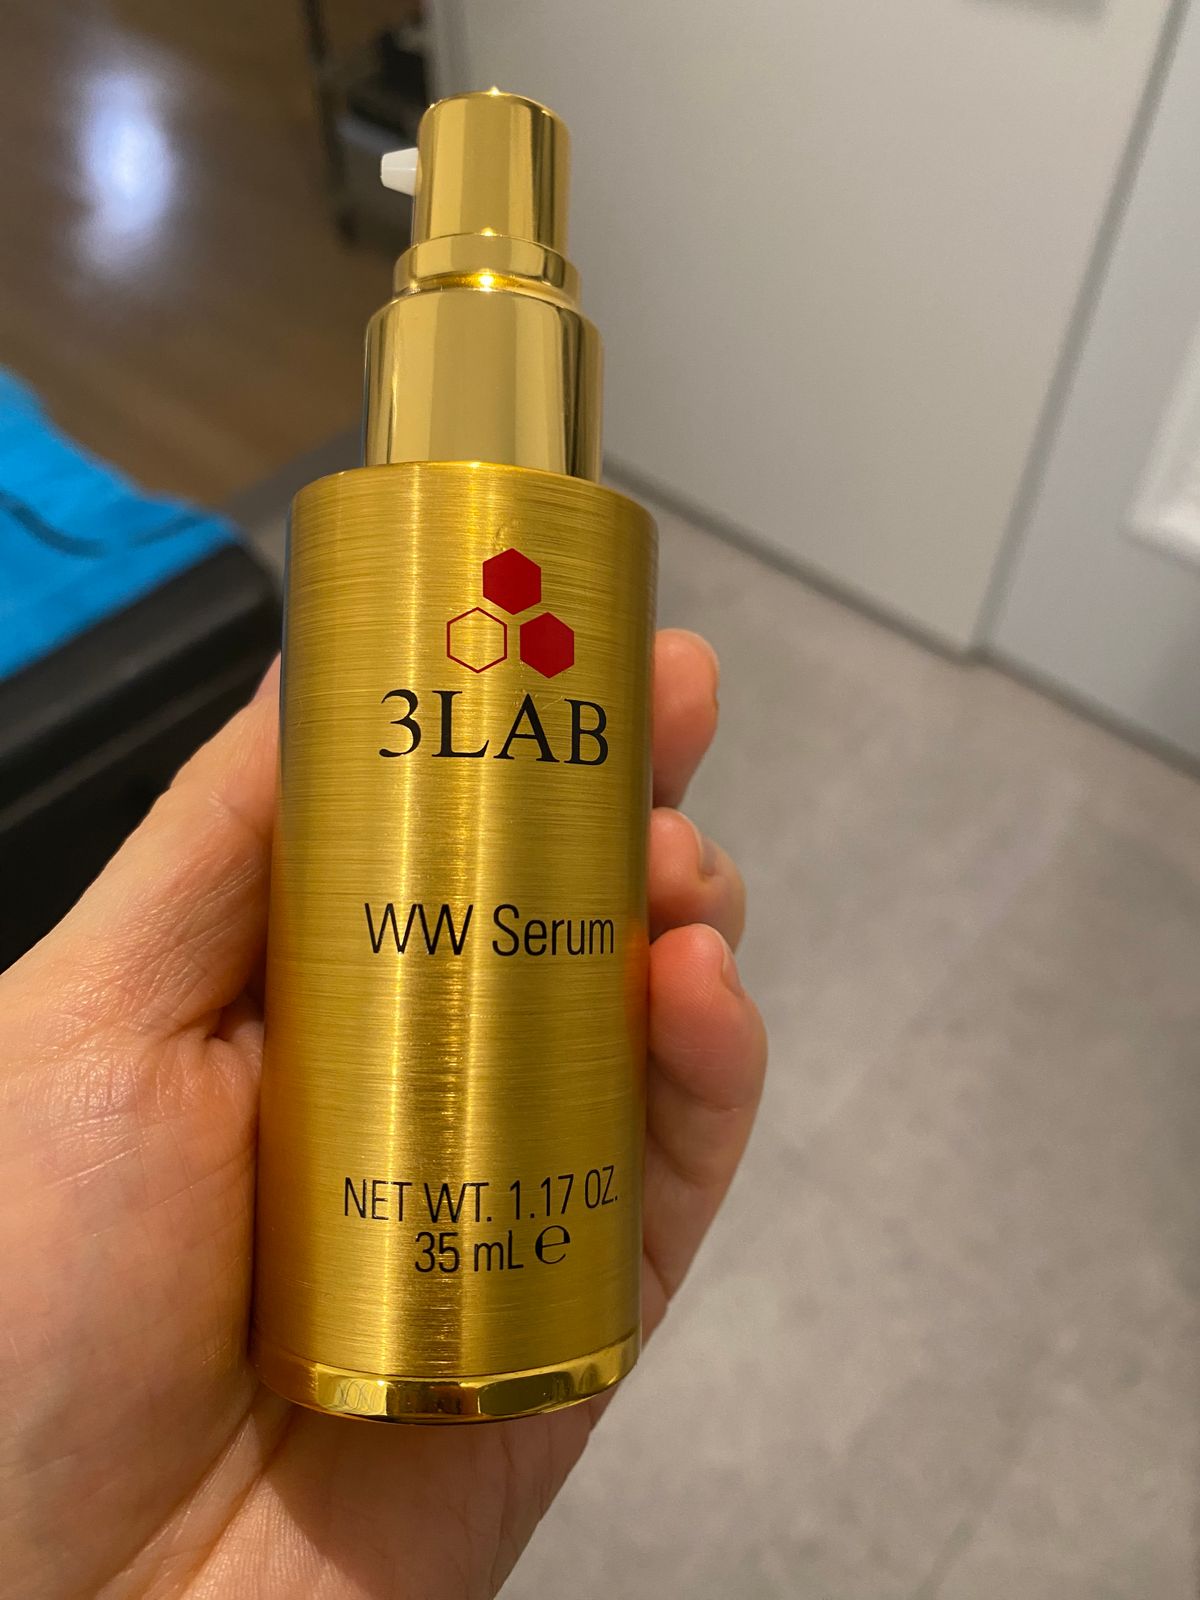 3LAB
WW Serum
NET WT. 1.17 OZ.
35 mL ℮